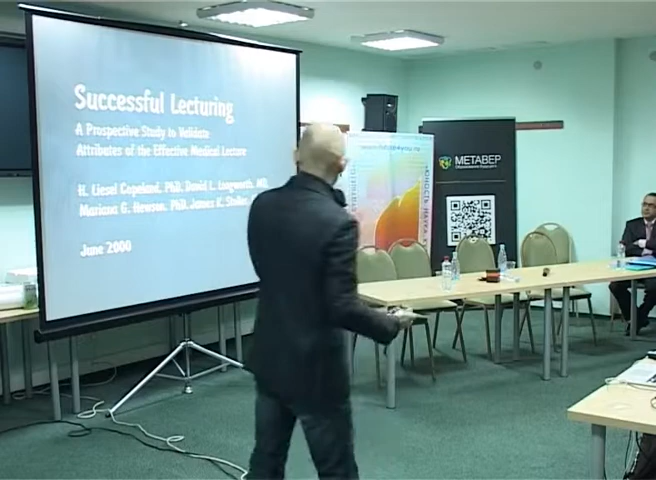 Successful Lecturing
A Prospective Study to Validate
Attributes of the Effective Medical Lecture
H. Liesel Copeland, PhD, David L. Longworth, MD
Mariana G. Hewson, PhD, James K. Stoller,
June 2000
МЕТАВЕР